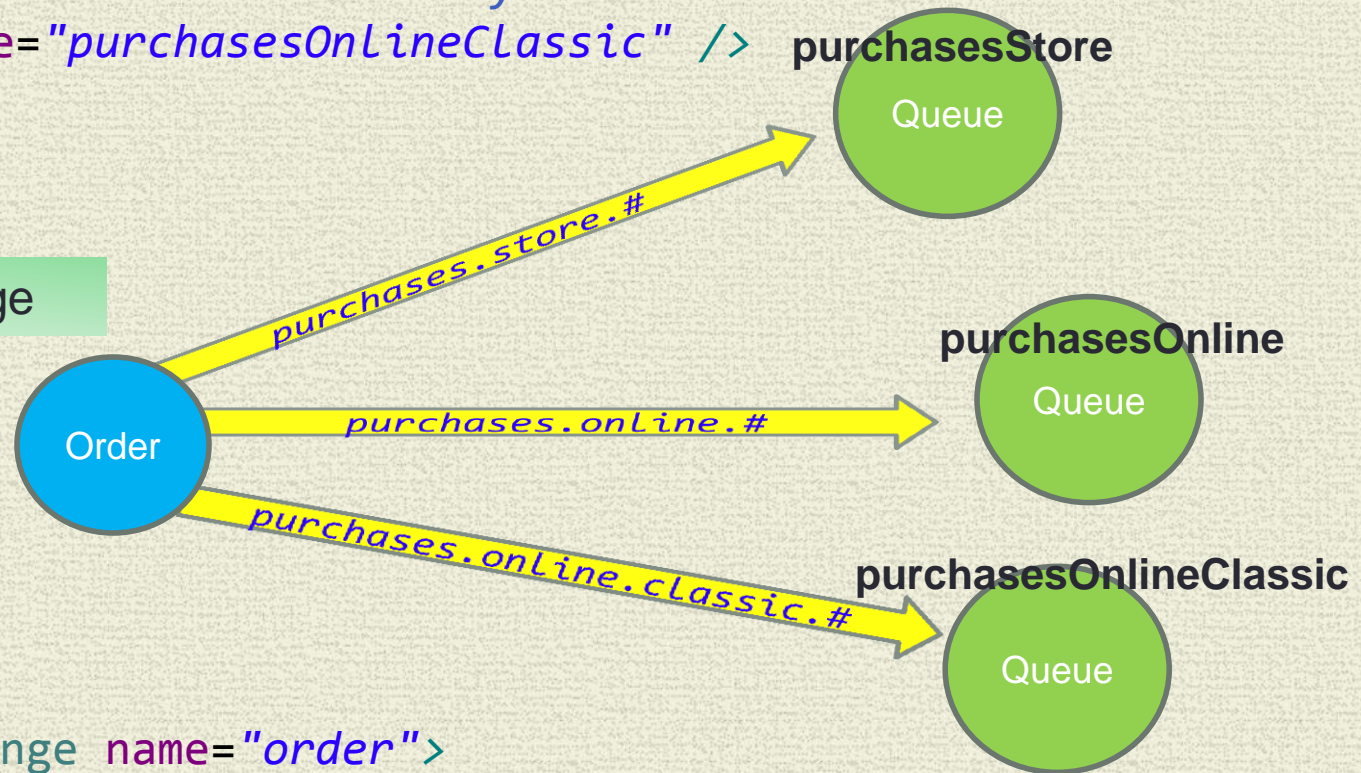 e="purchasesOnlineClassic" />
purchasesStore
Queue
purchases.store.#
ge
purchasesOnline
Queue
Order
purchases.online.#
purchases.online.classic.#
purchasesOnlineClassic
Queue
nge name="order">